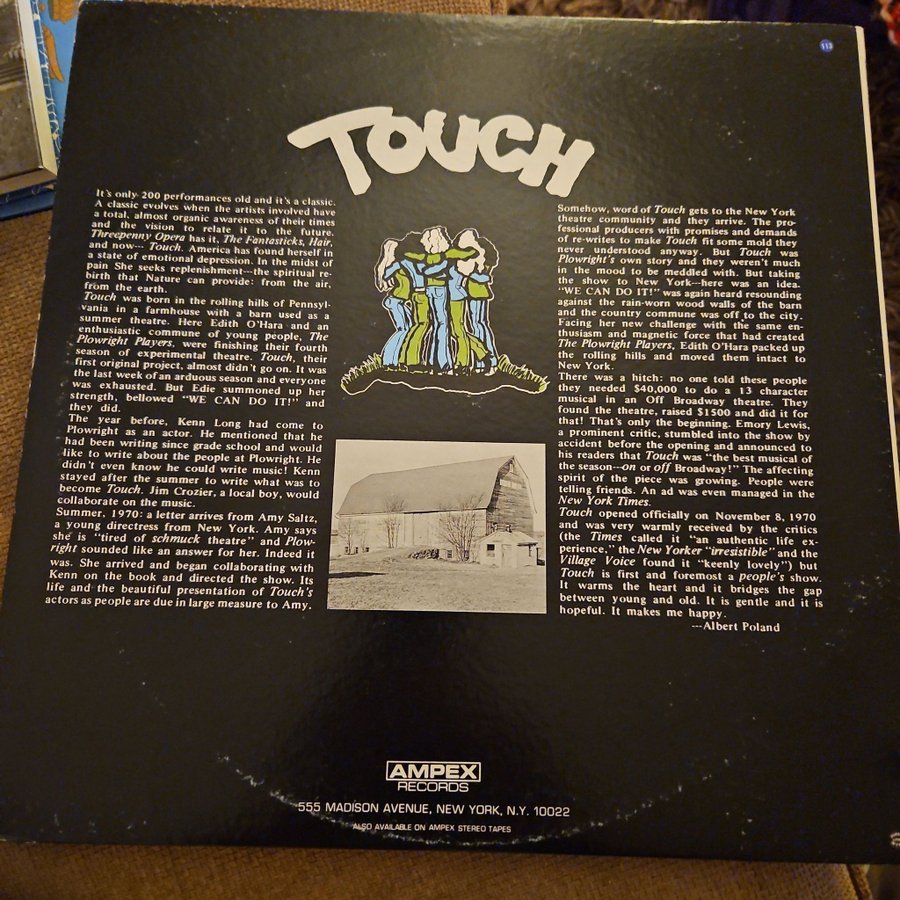 113
TOUCH
It's only 200 performances old and it's a classic.
A classic evolves when the artists involved have
a total, almost organic awareness of their times
and the vision to relate it to the future.
Threepenny Opera has it, The Fantasticks, Hair,
and now--- Touch. America has found herself in
a state of emotional depression. In the midst of
pain She seeks replenishment---the spiritual re-
birth that Nature can provide: from the air,
from the earth.
Touch was born in the rolling hills of Pennsyl-
vania in a farmhouse with a barn used as a
summer theatre. Here Edith O'Hara and an
enthusiastic commune of young people, The
Plowright Players, were finishing their fourth
season of experimental theatre. Touch, their
first original project, almost didn't go on. It was
the last week of an arduous season and everyone
was exhausted. But Edie summoned up her
strength, bellowed "WE CAN DO IT!" and
they did.
The year before, Kenn Long had come to
Plowright as an actor. He mentioned that he
had been writing since grade school and would
like to write about the people at Plowright. He
didn't even know he could write music! Kenn
stayed after the summer to write what was to
become Touch. Jim Crozier, a local boy, would
collaborate on the music.
Summer, 1970: a letter arrives from Amy Saltz,
a young directress from New York. Amy says
she is "tired of schmuck theatre" and Plow-
right sounded like an answer for her. Indeed it
was. She arrived and began collaborating with
Kenn on the book and directed the show. Its
life and the beautiful presentation of Touch's
actors as people are due in large measure to Amy.
Somehow, word of Touch gets to the New York
theatre community and they arrive. The pro-
fessional producers with promises and demands
of re-writes to make Touch fit some mold they
never understood anyway. But Touch was
Plowright's own story and they weren't much
in the mood to be meddled with. But taking
the show to New York---here was an idea.
"WE CAN DO IT!" was again heard resounding
against the rain-worn wood walls of the barn
and the country commune was off to the city.
Facing her new challenge with the same en-
thusiasm and magnetic force that had created
The Plowright Players, Edith O'Hara packed up
the rolling hills and moved them intact to
New York.
There was a hitch: no one told these people
they needed $40,000 to do a 13 character
musical in an Off Broadway theatre. They
found the theatre, raised $1500 and did it for
that! That's only the beginning. Emory Lewis,
a prominent critic, stumbled into the show by
accident before the opening and announced to
his readers that Touch was "the best musical of
the season---on or off Broadway!" The affecting
spirit of the piece was growing. People were
telling friends. An ad was even managed in the
New York Times.
Touch opened officially on November 8, 1970
and was very warmly received by the critics
(the Times called it "an authentic life ex-
perience," the New Yorker "irresistible" and the
Village Voice found it "keenly lovely") but
Touch is first and foremost a people's show.
It warms the heart and it bridges the gap
between young and old. It is gentle and it is
hopeful. It makes me happy.
---Albert Poland
AMPEX
RECORDS
555 MADISON AVENUE, NEW YORK, N.Y. 10022
ALSO AVAILABLE ON AMPEX STEREO TAPES